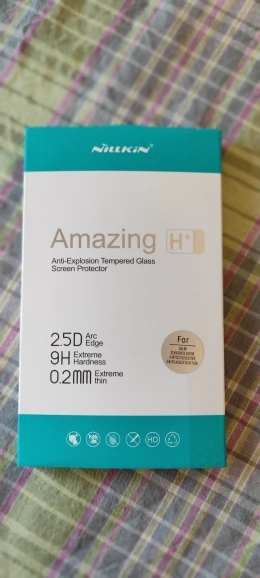 NILLKIN
Amazing H+
Anti-Explosion Tempered Glass
Screen Protector
2.5D Arc Edge
9H Extreme Hardness
0.2mm Extreme thin
For
HD